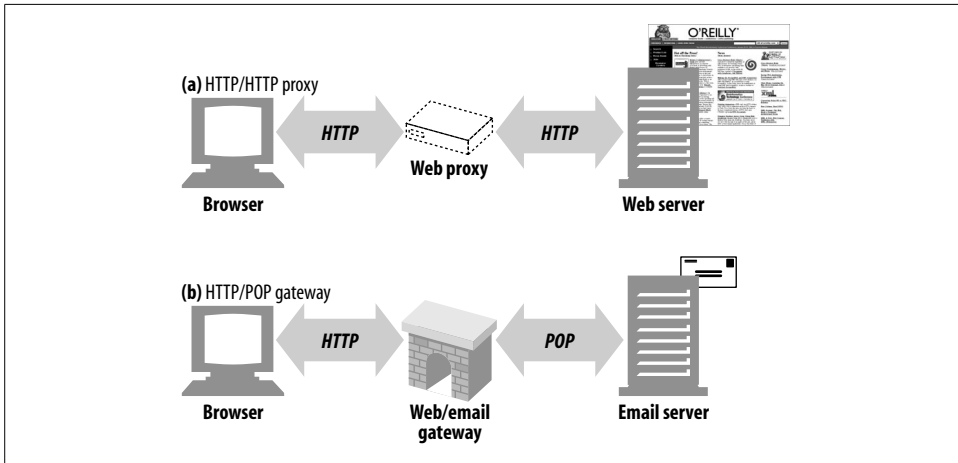 O'REILLY
(a) HTTP/HTTP proxy
HTTP
HTTP
Web proxy
Browser
Web server
(b) HTTP/POP gateway
HTTP
POP
Browser
Web/email
gateway
Email server